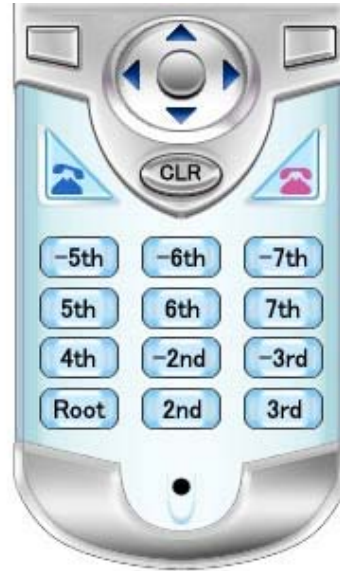 CLR
-5th -6th -7th
5th 6th 7th
4th -2nd -3rd
Root 2nd 3rd